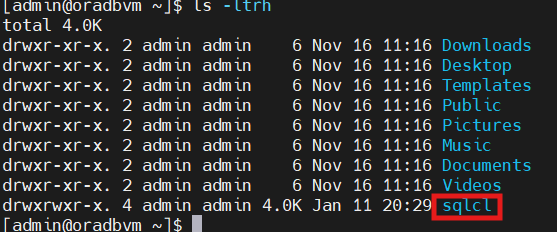 [admin@oradbvm ~]$ ls -ltrh
total 4.0K
drwxr-xr-x. 2 admin admin    6 Nov 16 11:16 Downloads
drwxr-xr-x. 2 admin admin    6 Nov 16 11:16 Desktop
drwxr-xr-x. 2 admin admin    6 Nov 16 11:16 Templates
drwxr-xr-x. 2 admin admin    6 Nov 16 11:16 Public
drwxr-xr-x. 2 admin admin    6 Nov 16 11:16 Pictures
drwxr-xr-x. 2 admin admin    6 Nov 16 11:16 Music
drwxr-xr-x. 2 admin admin    6 Nov 16 11:16 Documents
drwxr-xr-x. 2 admin admin    6 Nov 16 11:16 Videos
drwxrwxr-x. 4 admin admin 4.0K Jan 11 20:29 sqlcl
[admin@oradbvm ~]$